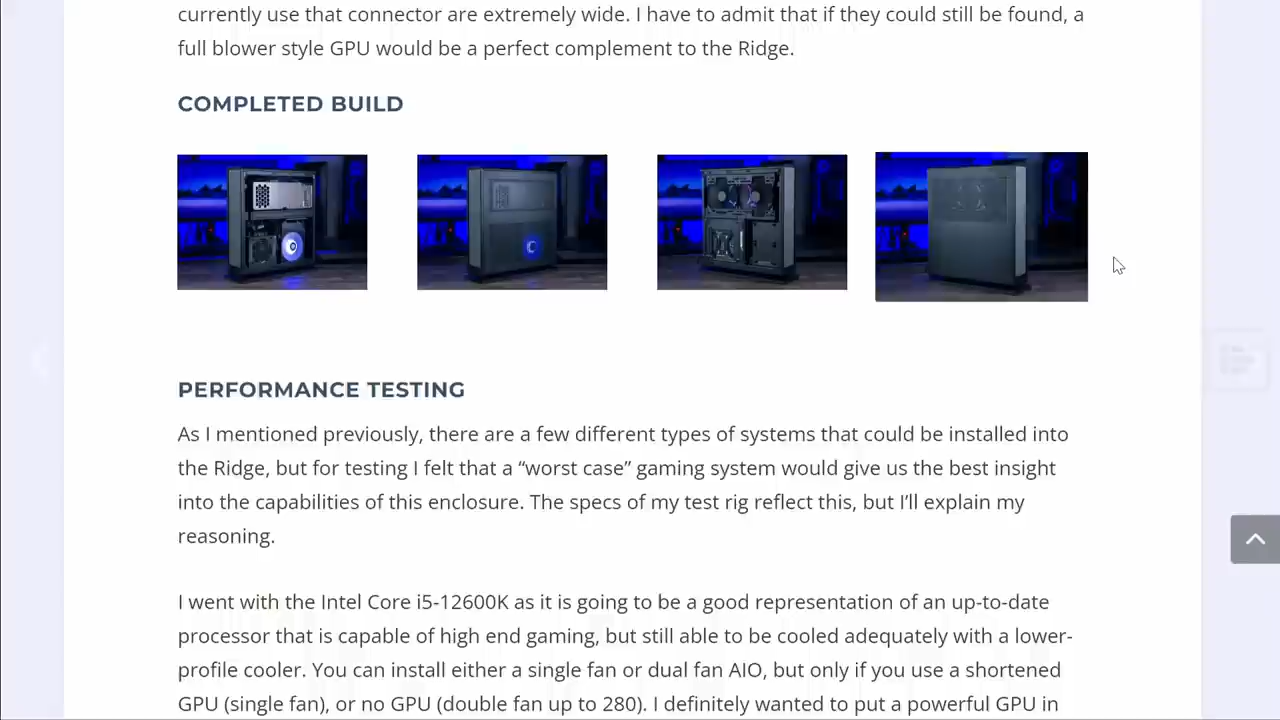 currently use that connector are extremely wide. I have to admit that if they could still be found, a
full blower style GPU would be a perfect complement to the Ridge.
COMPLETED BUILD
PERFORMANCE TESTING
As I mentioned previously, there are a few different types of systems that could be installed into
the Ridge, but for testing I felt that a “worst case” gaming system would give us the best insight
into the capabilities of this enclosure. The specs of my test rig reflect this, but I’ll explain my
reasoning.
I went with the Intel Core i5-12600K as it is going to be a good representation of an up-to-date
processor that is capable of high end gaming, but still able to be cooled adequately with a lower-
profile cooler. You can install either a single fan or dual fan AIO, but only if you use a shortened
GPU (single fan), or no GPU (double fan up to 280). I definitely wanted to put a powerful GPU in